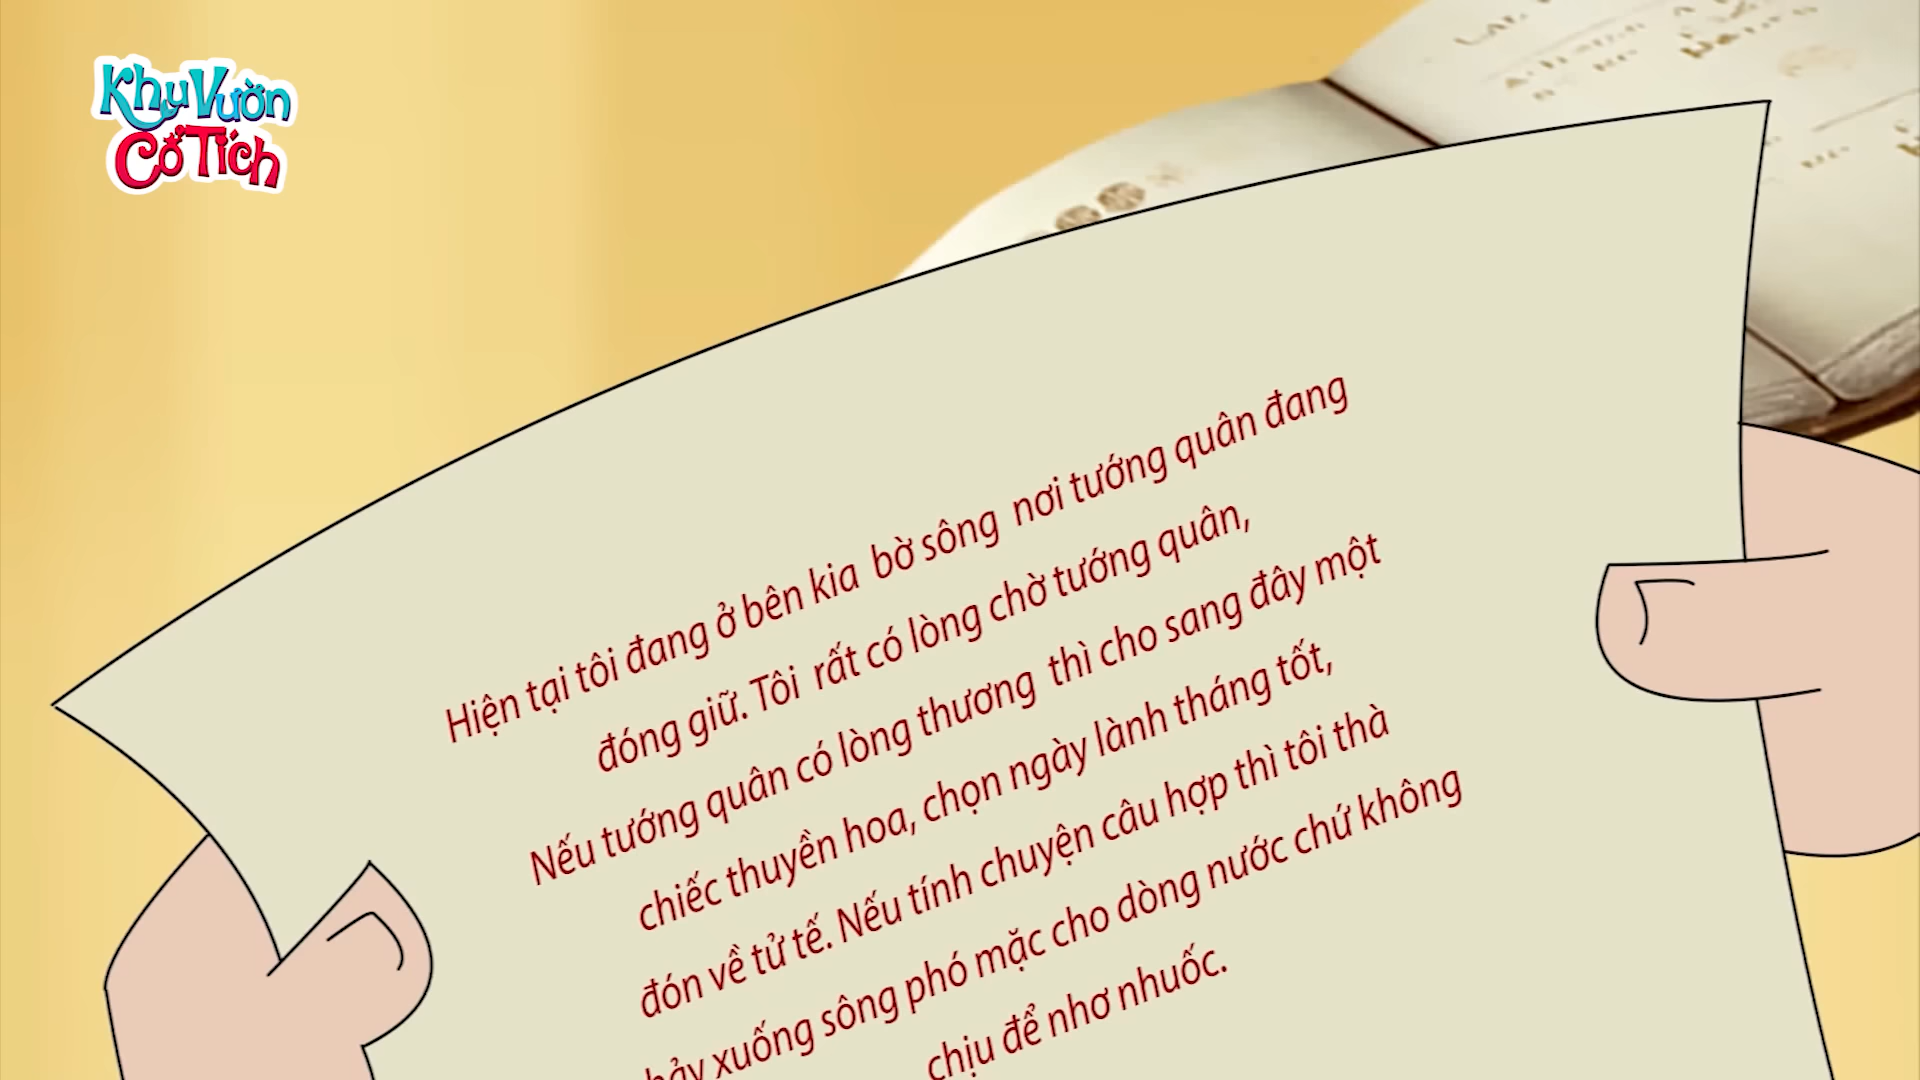 Khu Vườn
Cổ Tích
Hiện tại tôi đang ở bên kia bờ sông nơi tướng quân đang
đóng giữ. Tôi rất có lòng chờ tướng quân,
Nếu tướng quân có lòng thương thì cho sang đây một
chiếc thuyền hoa, chọn ngày lành tháng tốt,
đón về tử tế. Nếu tính chuyện câu hợp thì tôi thà
xuống sông phó mặc cho dòng nước chứ không
chịu để nhơ nhuốc.